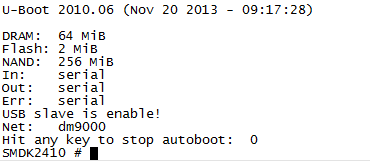 U-Boot 2010.06 (Nov 20 2013 - 09:17:28)
DRAM:  64 MiB
Flash: 2 MiB
NAND:  256 MiB
In:    serial
Out:   serial
Err:   serial
USB slave is enable!
Net:   dm9000
Hit any key to stop autoboot:  0
SMDK2410 #